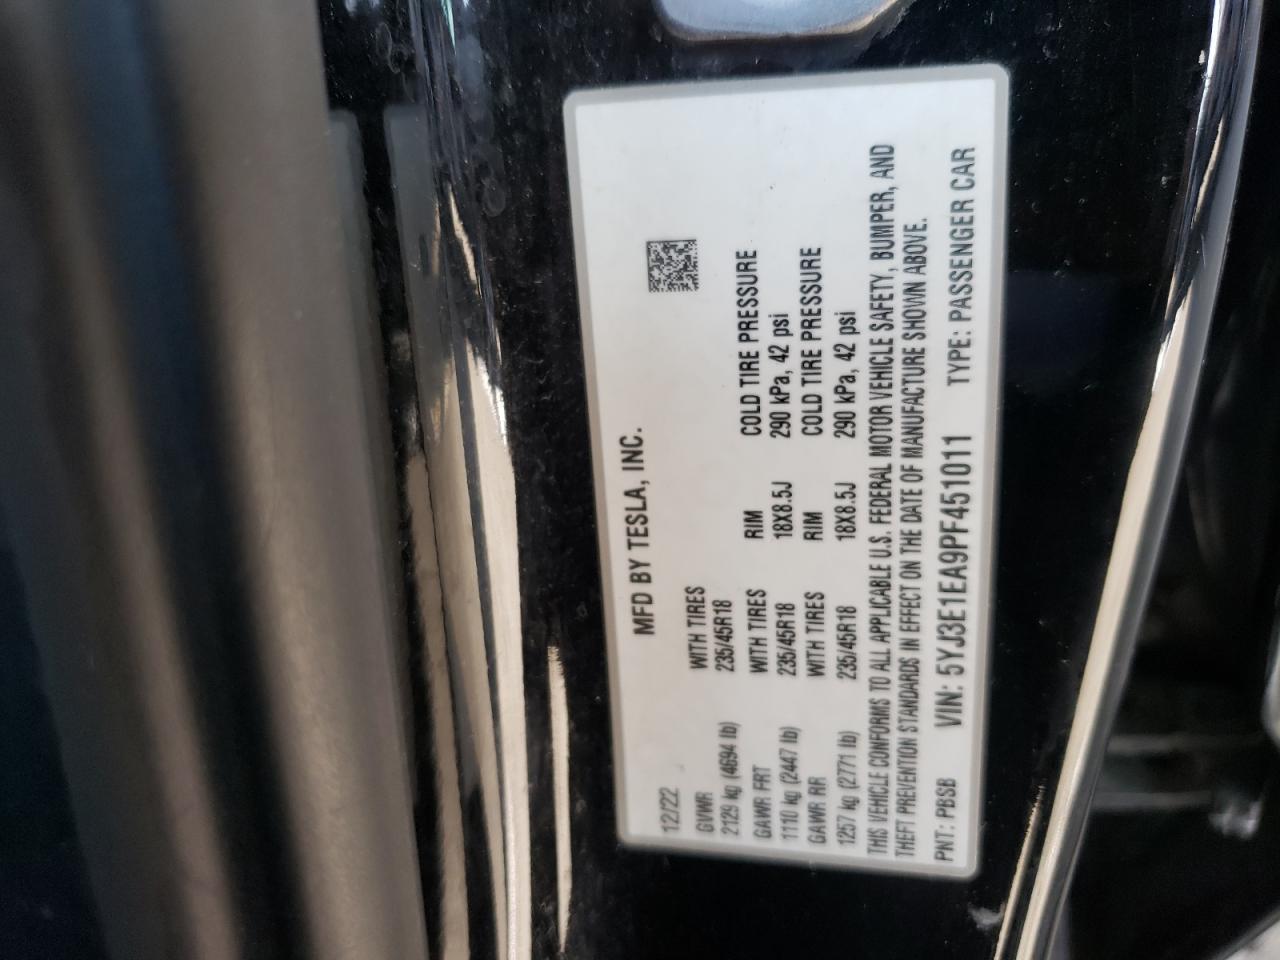 MFD BY TESLA, INC.
12/22
GVWR WITH TIRES
2129 kg (4694 lb) 235/45R18
GAWR FRT WITH TIRES RIM COLD TIRE PRESSURE
1110 kg (2447 lb) 235/45R18 18X8.5J 290 kPa, 42 psi
GAWR RR WITH TIRES RIM COLD TIRE PRESSURE
1257 kg (2771 lb) 235/45R18 18X8.5J 290 kPa, 42 psi
THIS VEHICLE CONFORMS TO ALL APPLICABLE U.S. FEDERAL MOTOR VEHICLE SAFETY, BUMPER, AND
THEFT PREVENTION STANDARDS IN EFFECT ON THE DATE OF MANUFACTURE SHOWN ABOVE.
PNT: PBSB VIN: 5YJ3E1EA9PF451011 TYPE: PASSENGER CAR